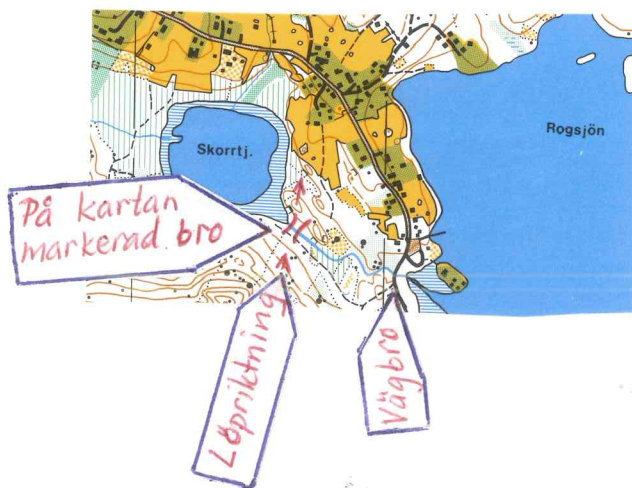 Rogsjön
Skorrtj.
På kartan
markerad bro
Löpriktning
Vägbro